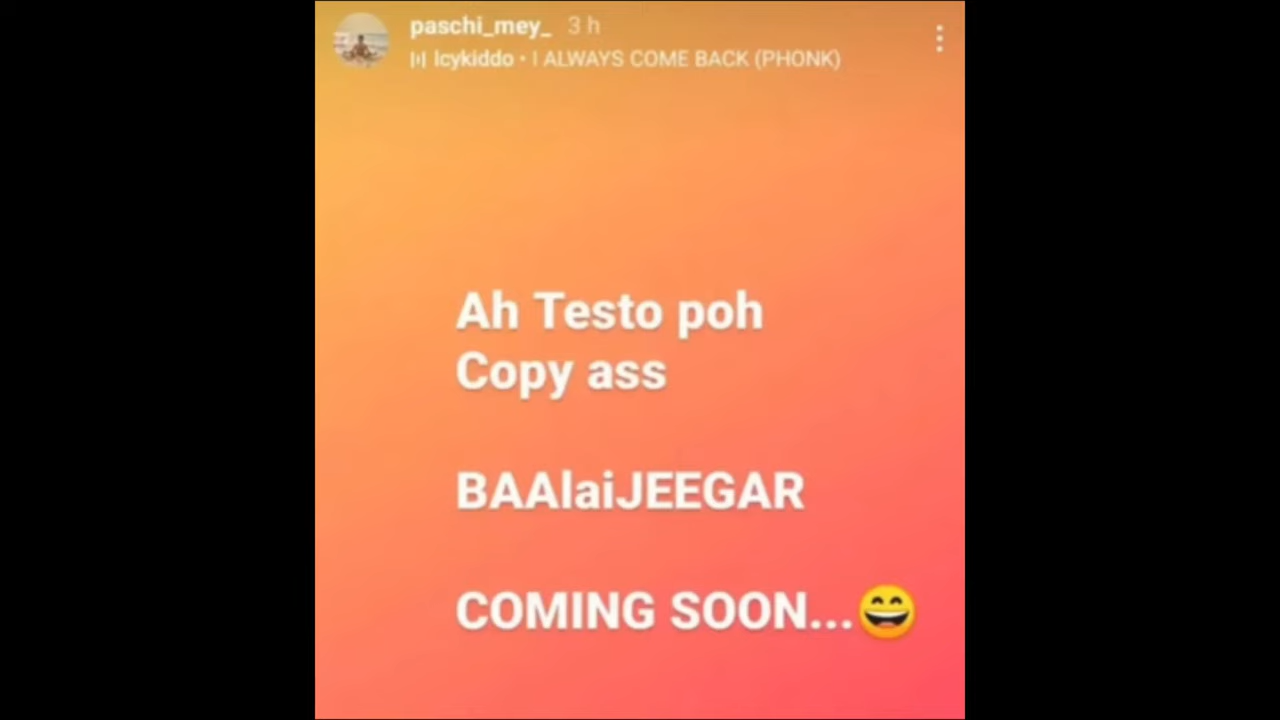 paschi_mey_ 3 h
Icykiddo • I ALWAYS COME BACK (PHONK)
Ah Testo poh
Copy ass
BAAlaiJEEGAR
COMING SOON...😄